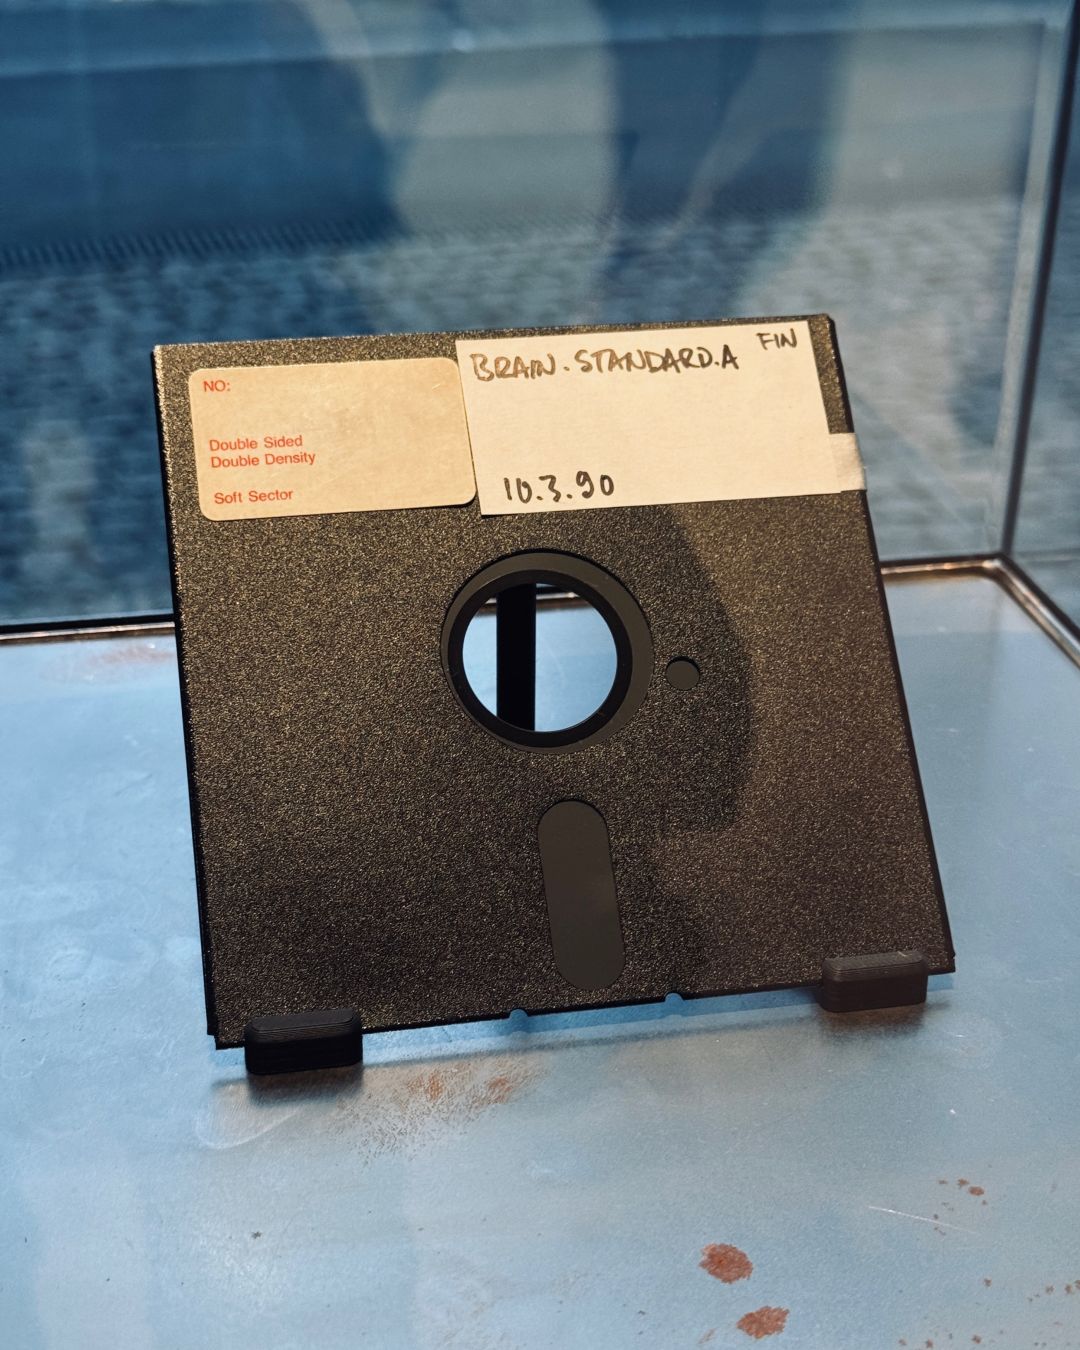 NO:
Double Sided
Double Density
Soft Sector
BRAIN.STANDARD.A
FIN
10.3.90